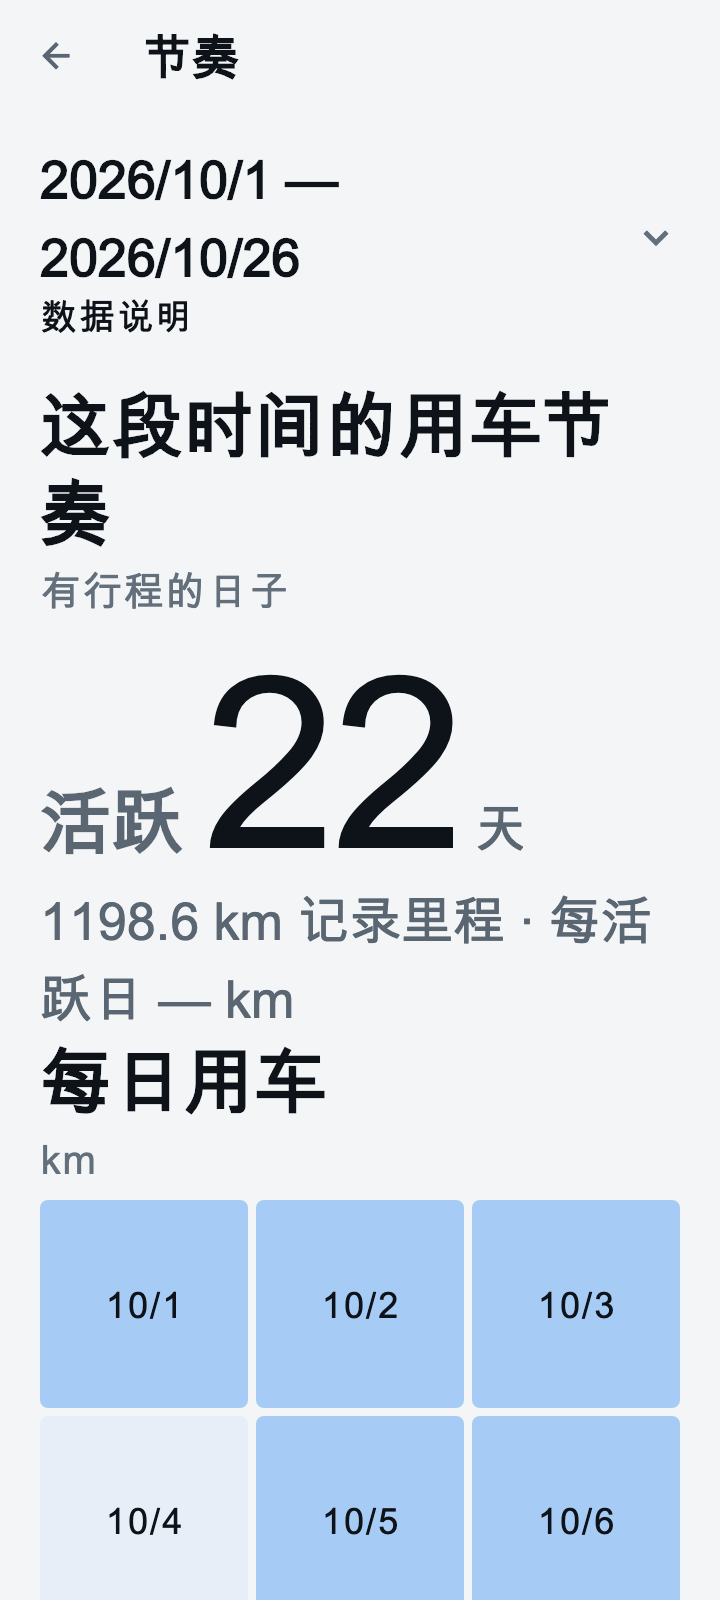 节奏
2026/10/1 —
2026/10/26
数据说明
这段时间的用车节
奏
有行程的日子
活跃 22 天
1198.6 km 记录里程 · 每活
跃日 — km
每日用车
km
10/1 10/2 10/3
10/4 10/5 10/6